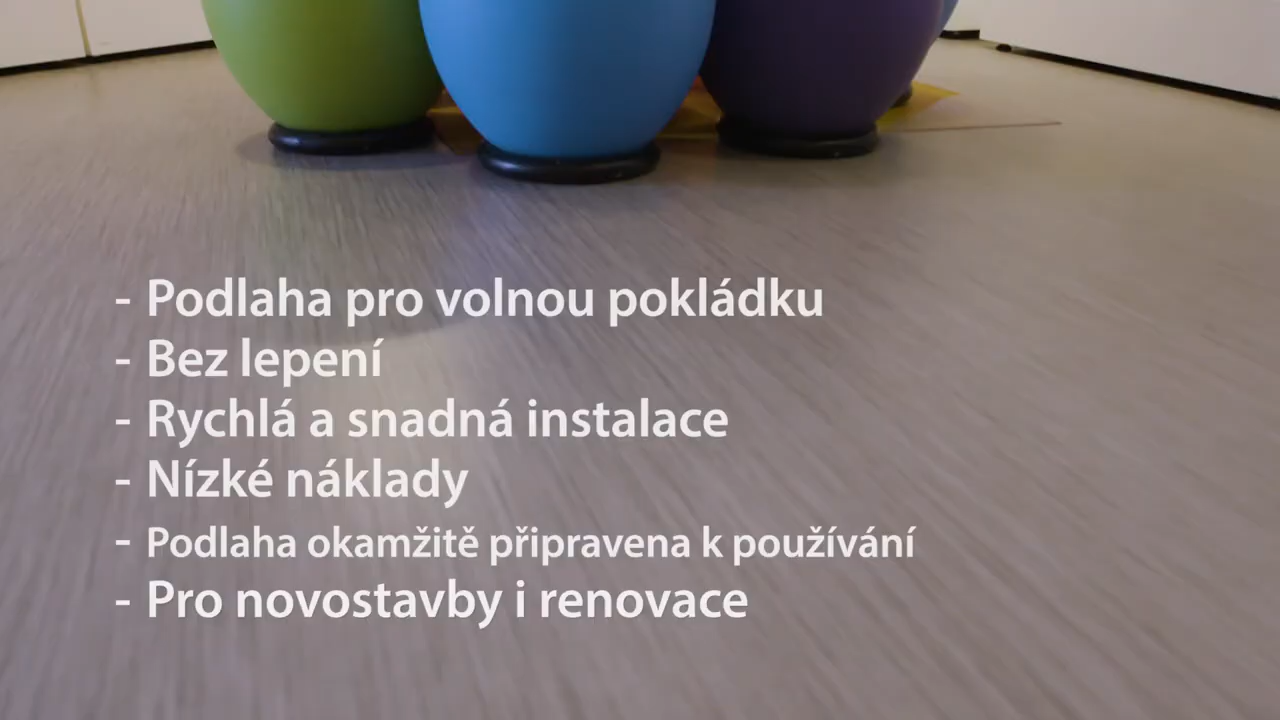 - Podlaha pro volnou pokládku
- Bez lepení
- Rychlá a snadná instalace
- Nízké náklady
- Podlaha okamžitě připravena k používání
- Pro novostavby i renovace